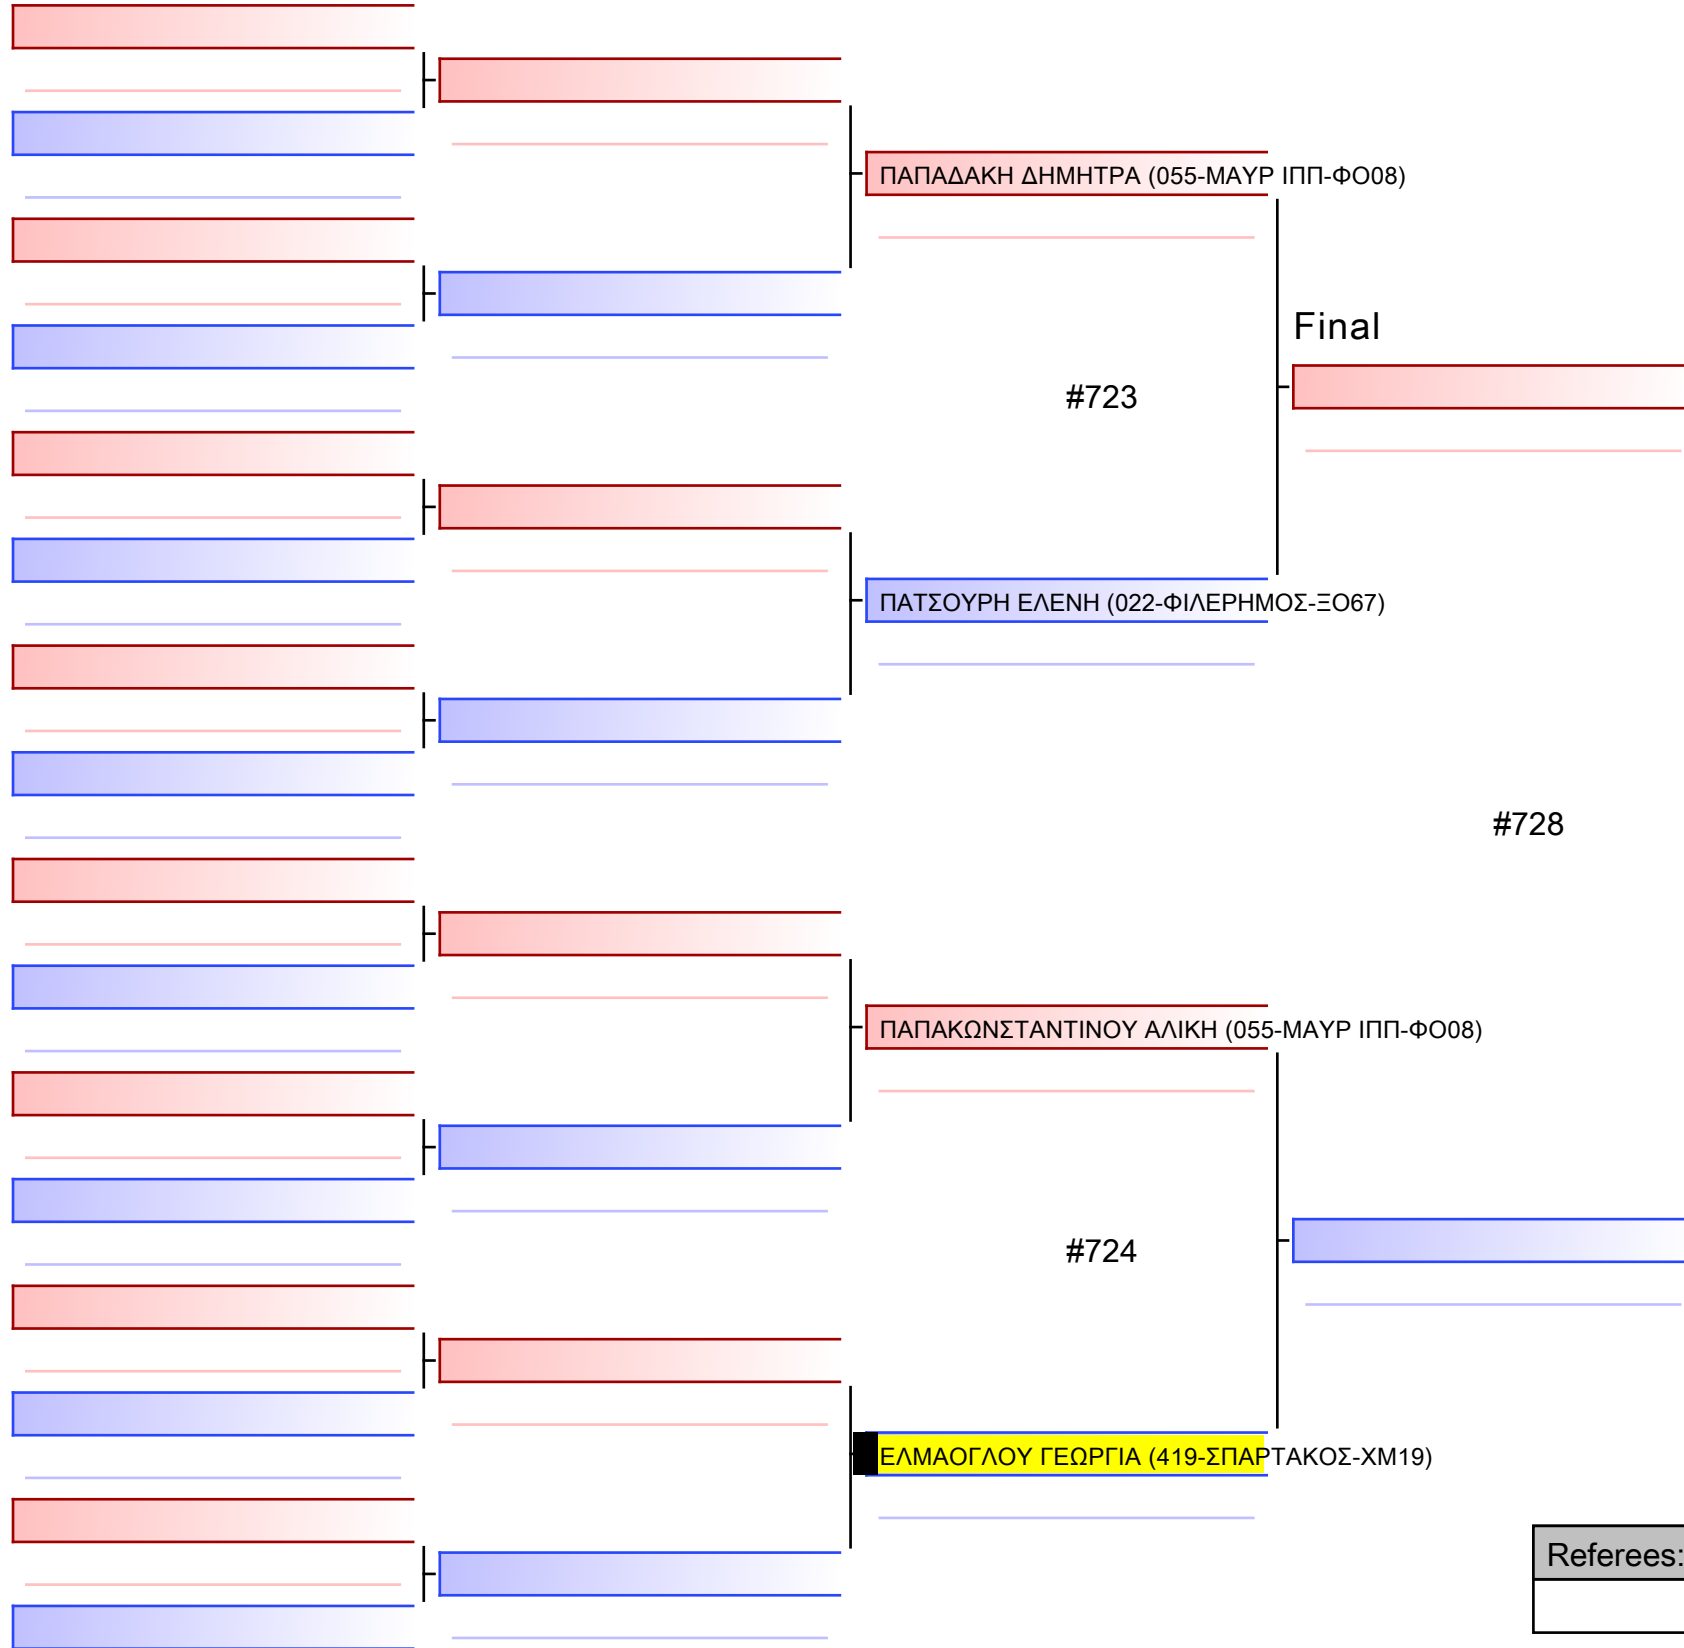 ΠΑΠΑΔΑΚΗ ΔΗΜΗΤΡΑ (055-ΜΑΥΡ ΙΠΠ-ΦΟ08)
Final
#723
ΠΑΤΣΟΥΡΗ ΕΛΕΝΗ (022-ΦΙΛΕΡΗΜΟΣ-ΞΟ67)
#728
ΠΑΠΑΚΩΝΣΤΑΝΤΙΝΟΥ ΑΛΙΚΗ (055-ΜΑΥΡ ΙΠΠ-ΦΟ08)
#724
ΕΛΜΑΟΓΛΟΥ ΓΕΩΡΓΙΑ (419-ΣΠΑΡΤΑΚΟΣ-ΧΜ19)
Referees: